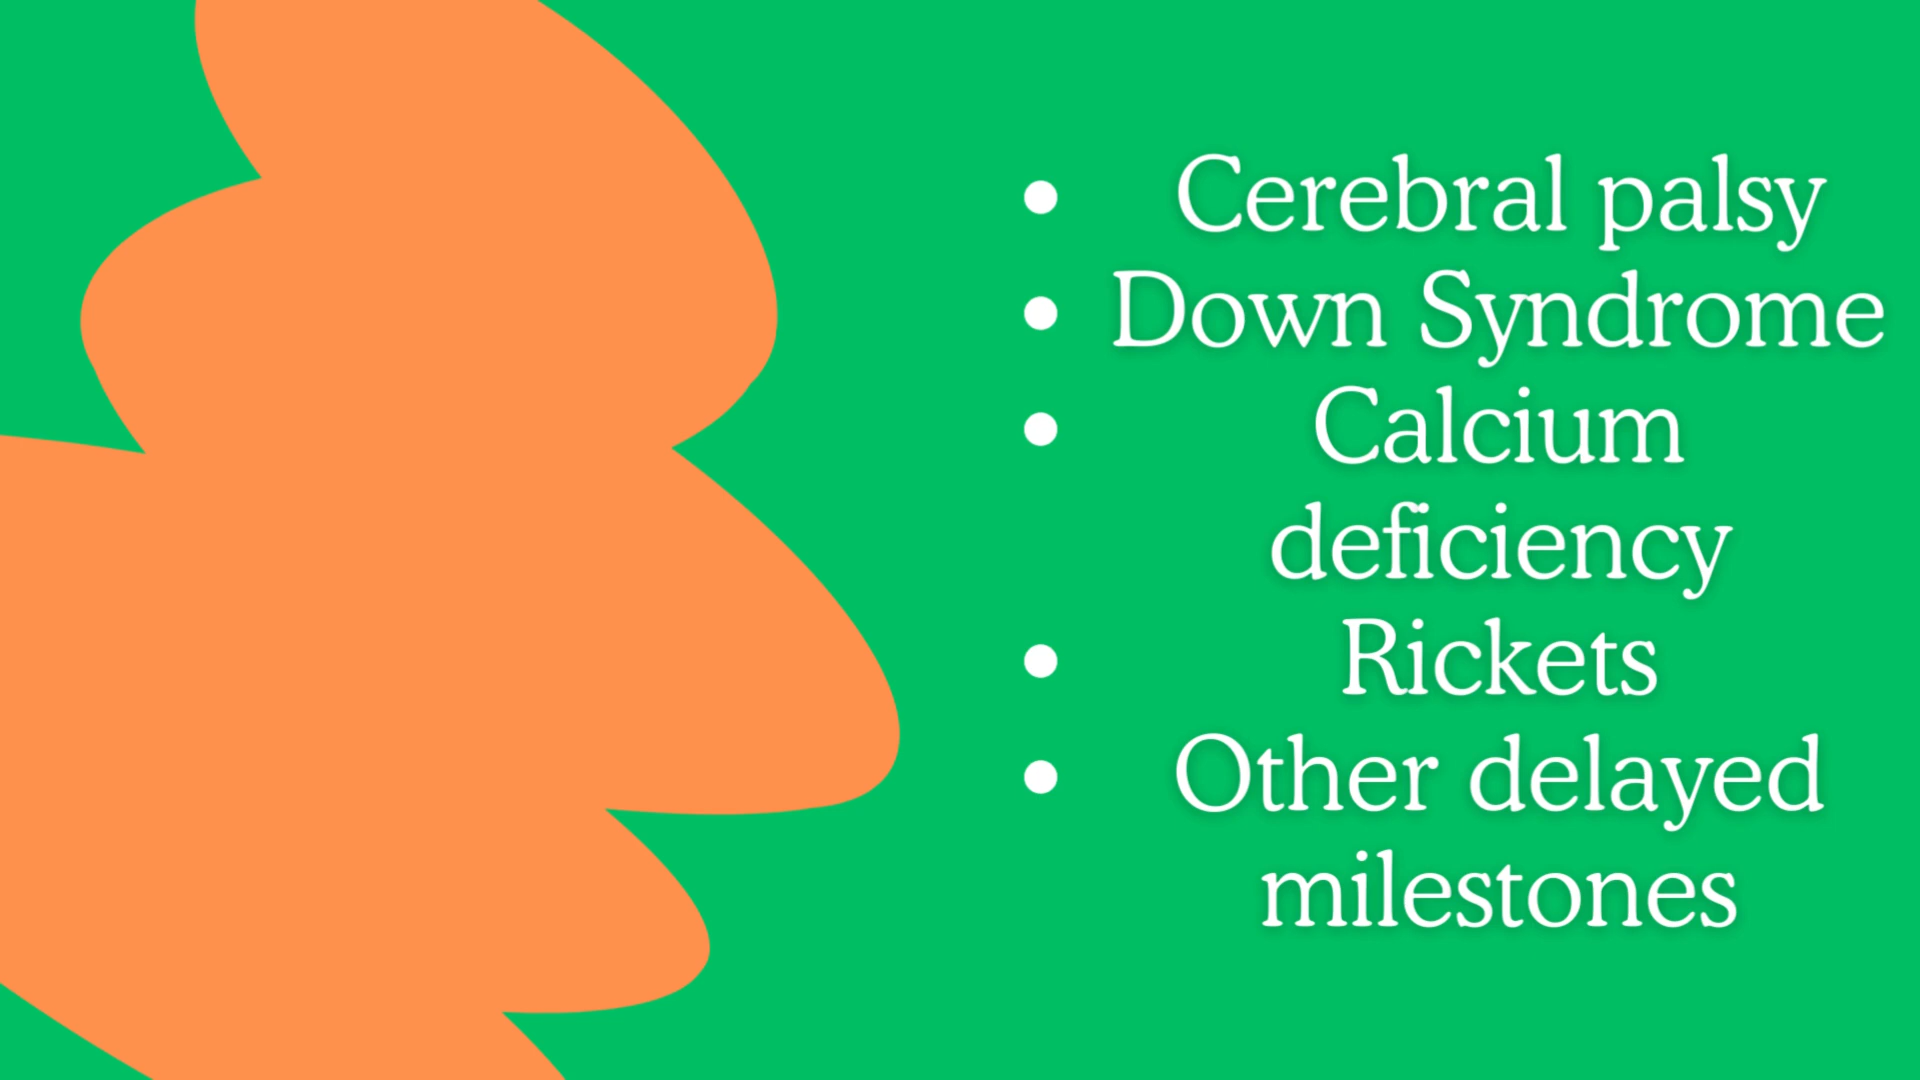 • Cerebral palsy
• Down Syndrome
• Calcium
deficiency
• Rickets
• Other delayed
milestones